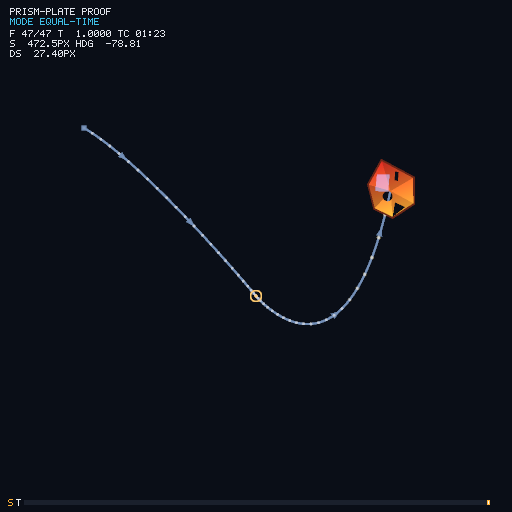 PRISM-PLATE PROOF
MODE EQUAL-TIME
F 47/47 T 1.0000 TC 01:23
S 472.5PX HDG -78.81
DS 27.40PX
ST